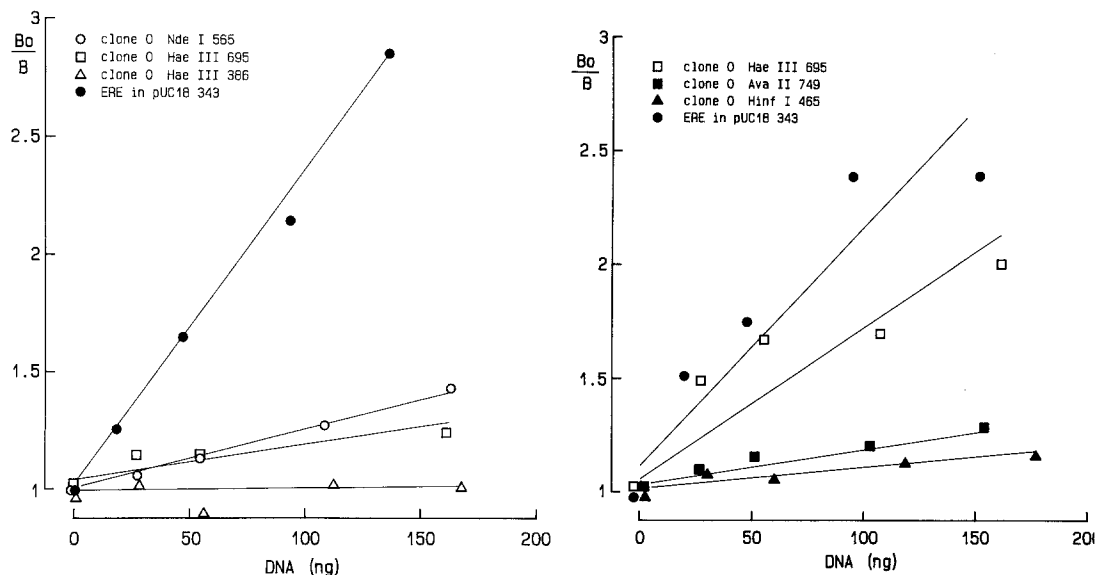 3
Bo
B
clone O Nde I 565
clone O Hae III 695
clone O Hae III 386
ERE in pUC18 343
2.5
2
1.5
1
0
50
100
150
200
DNA (ng)
3
Bo
B
clone O Hae III 695
clone O Ava II 749
clone O Hinf I 465
ERE in pUC18 343
2.5
2
1.5
1
0
50
100
150
20
DNA (ng)